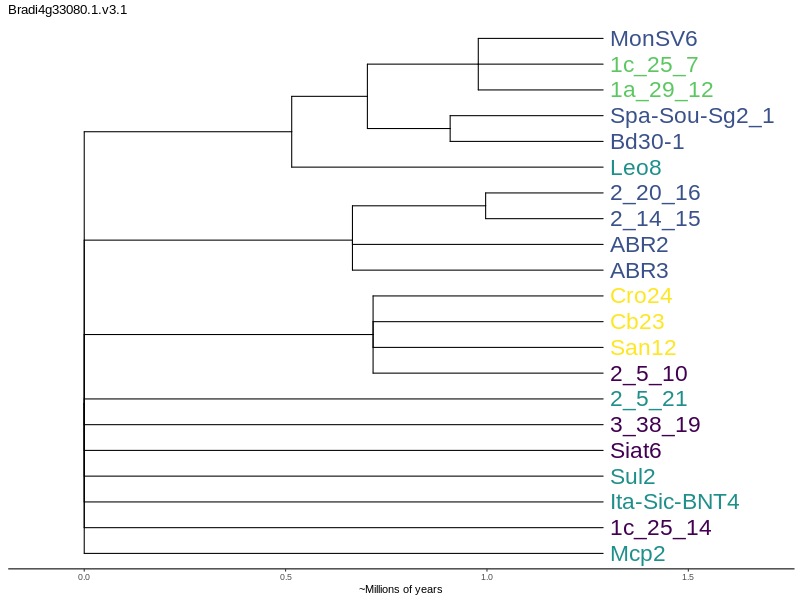 Bradi4g33080.1.v3.1
MonSV6
1c_25_7
1a_29_12
Spa-Sou-Sg2_1
Bd30-1
Leo8
2_20_16
2_14_15
ABR2
ABR3
Cro24
Cb23
San12
2_5_10
2_5_21
3_38_19
Siat6
Sul2
Ita-Sic-BNT4
1c_25_14
Mcp2
0.0 0.5 1.0 1.5
~Millions of years